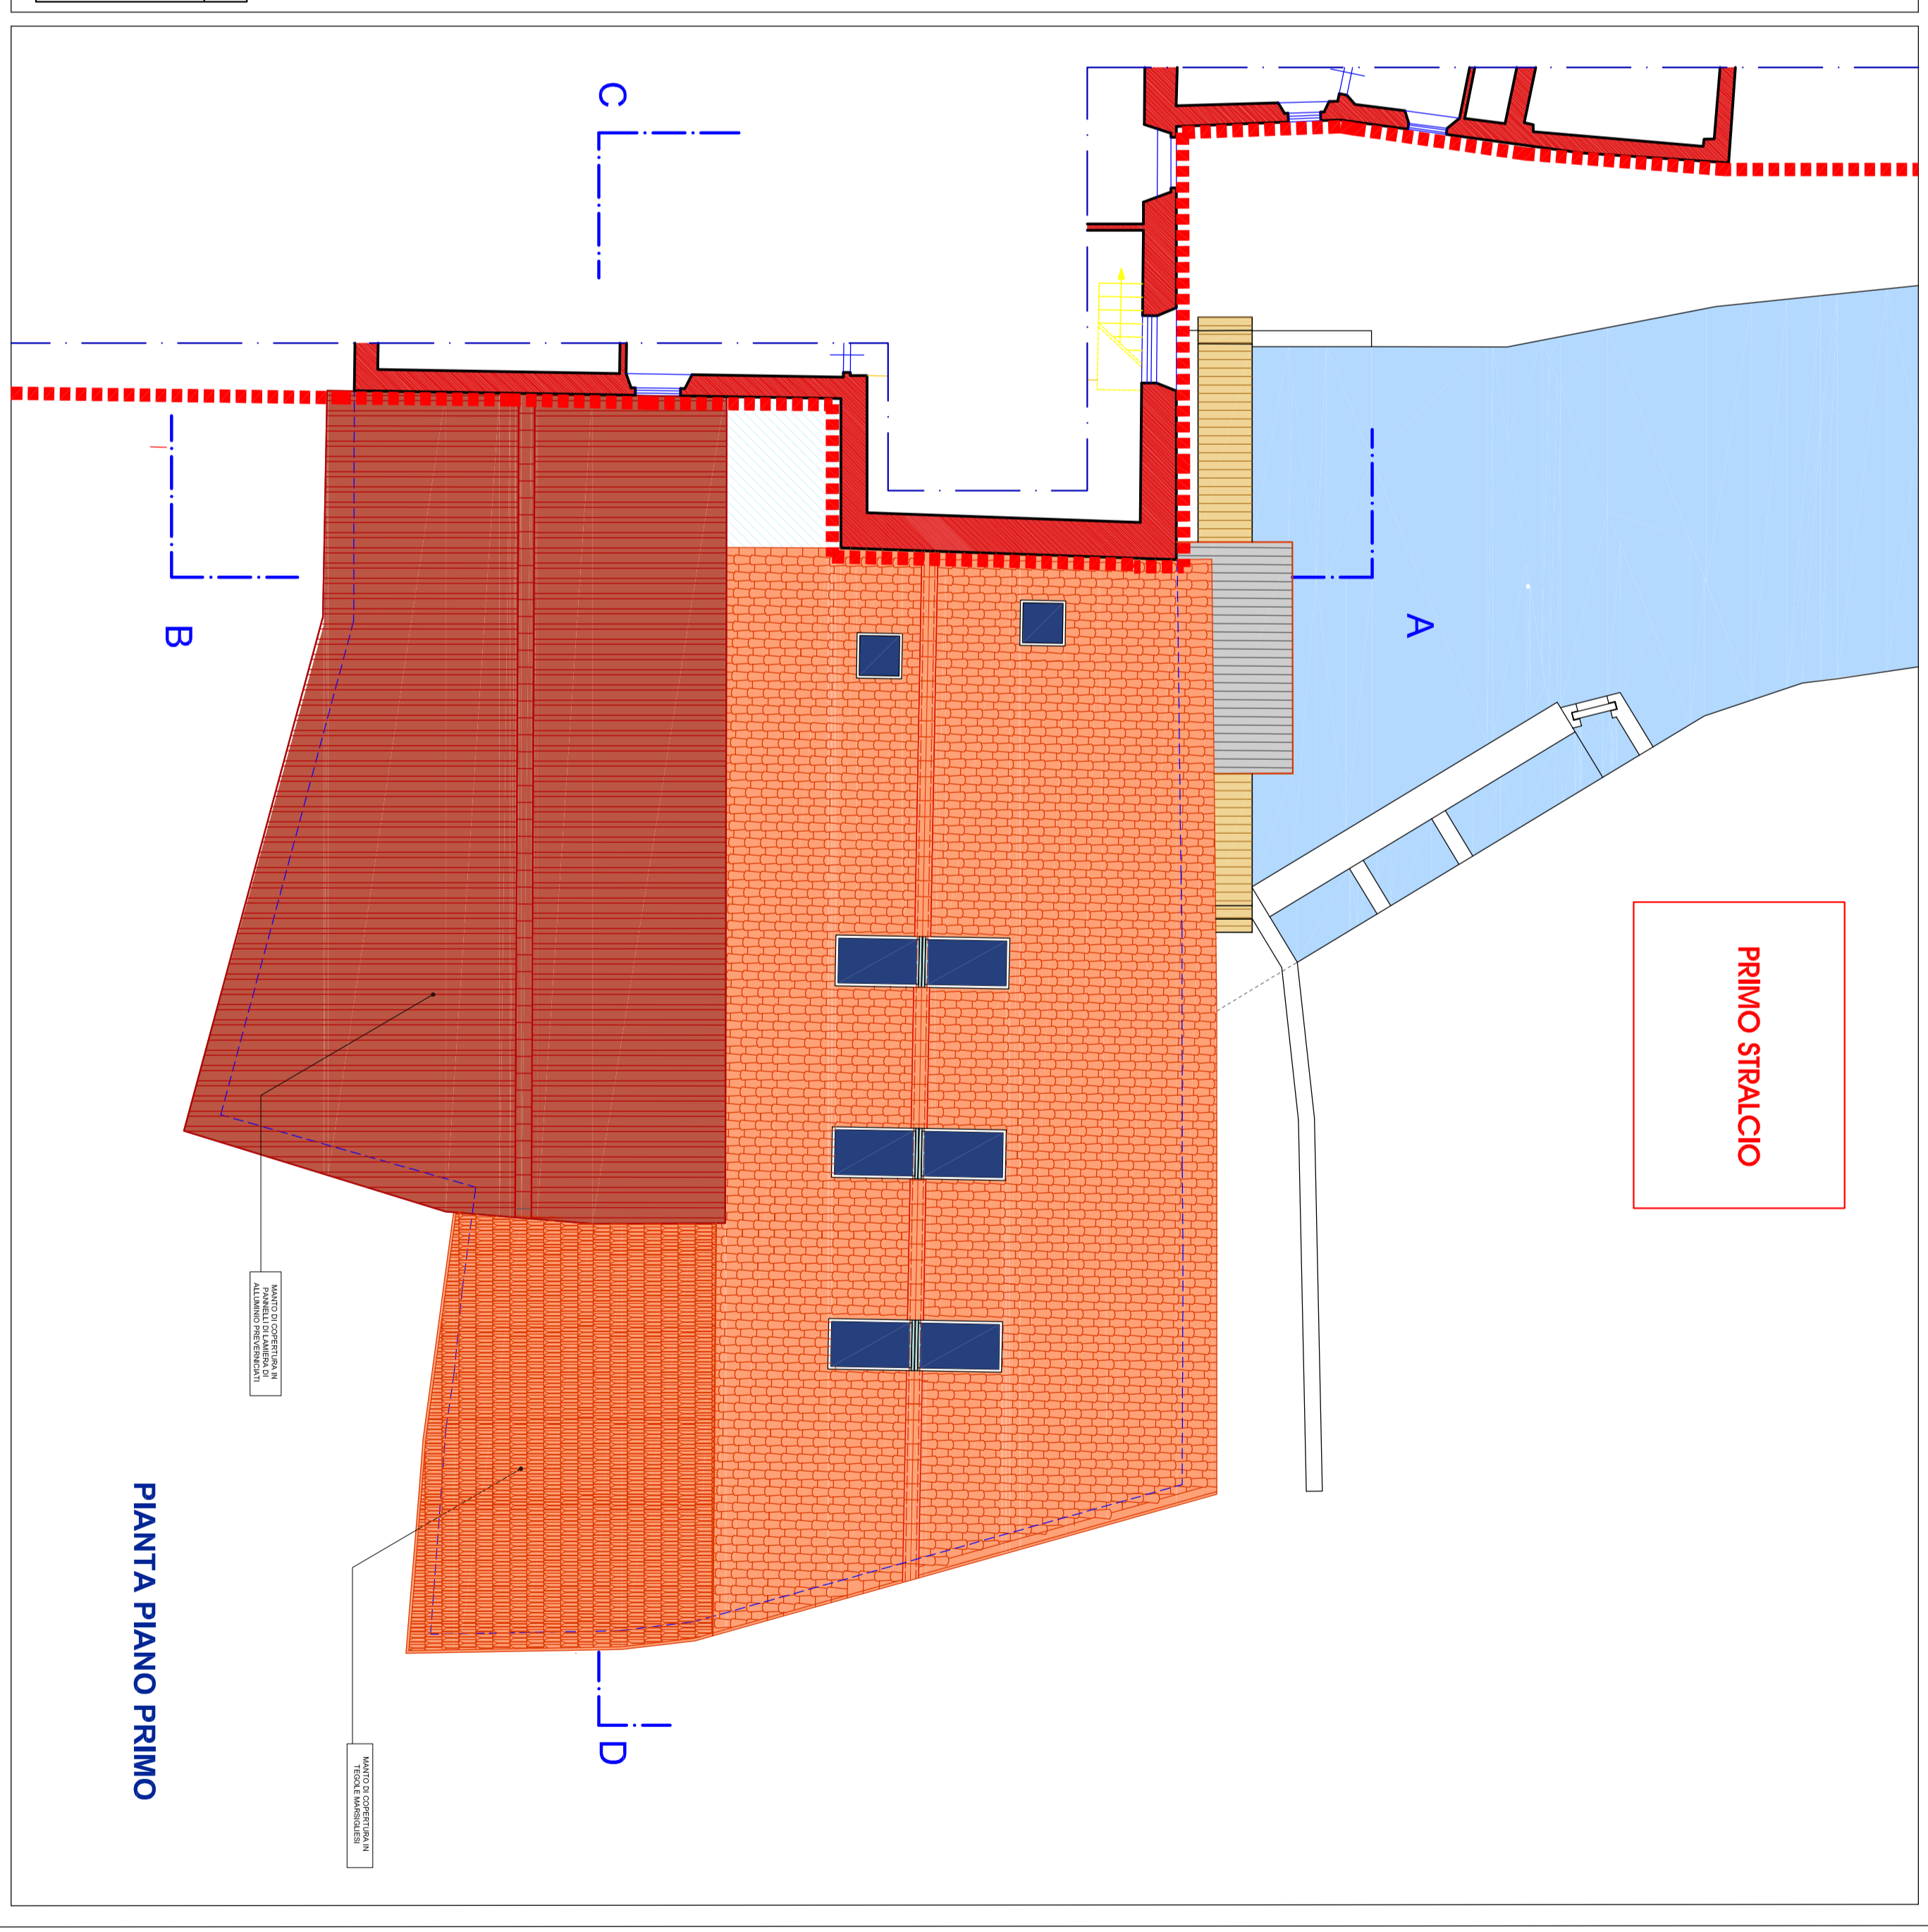 C
A
B
PRIMO STRALCIO
MANTO DI COPERTURA IN
PANNELLI DI LAMIERA DI
ALLUMINIO PREVERNICIATI
MANTO DI COPERTURA IN
TEGOLE MARSIGLIESI
D
PIANTA PIANO PRIMO